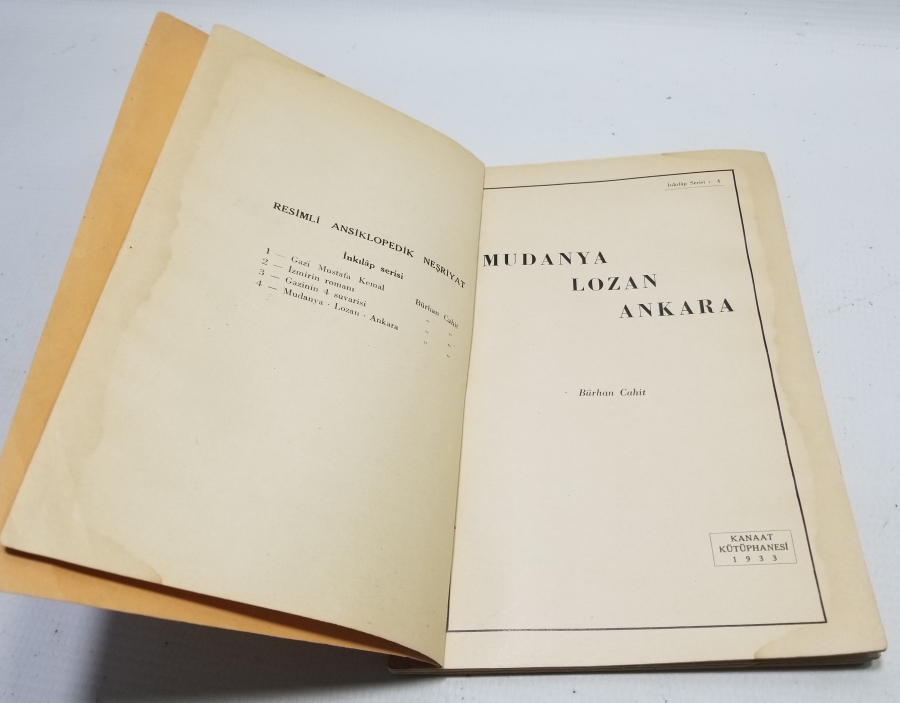 RESİMLİ ANSİKLOPEDİK NEŞRİYAT
İnkılâp serisi
1 — Gazi Mustafa Kemal Bürhan Cahit
2 — İzmirin romanı „ „
3 — Gazinin 4 suvarisi „ „
4 — Mudanya - Lozan - Ankara „ „
İnkılâp Serisi : 4
MUDANYA
LOZAN
ANKARA
Bürhan Cahit
KANAAT
KÜTÜPHANESİ
1933